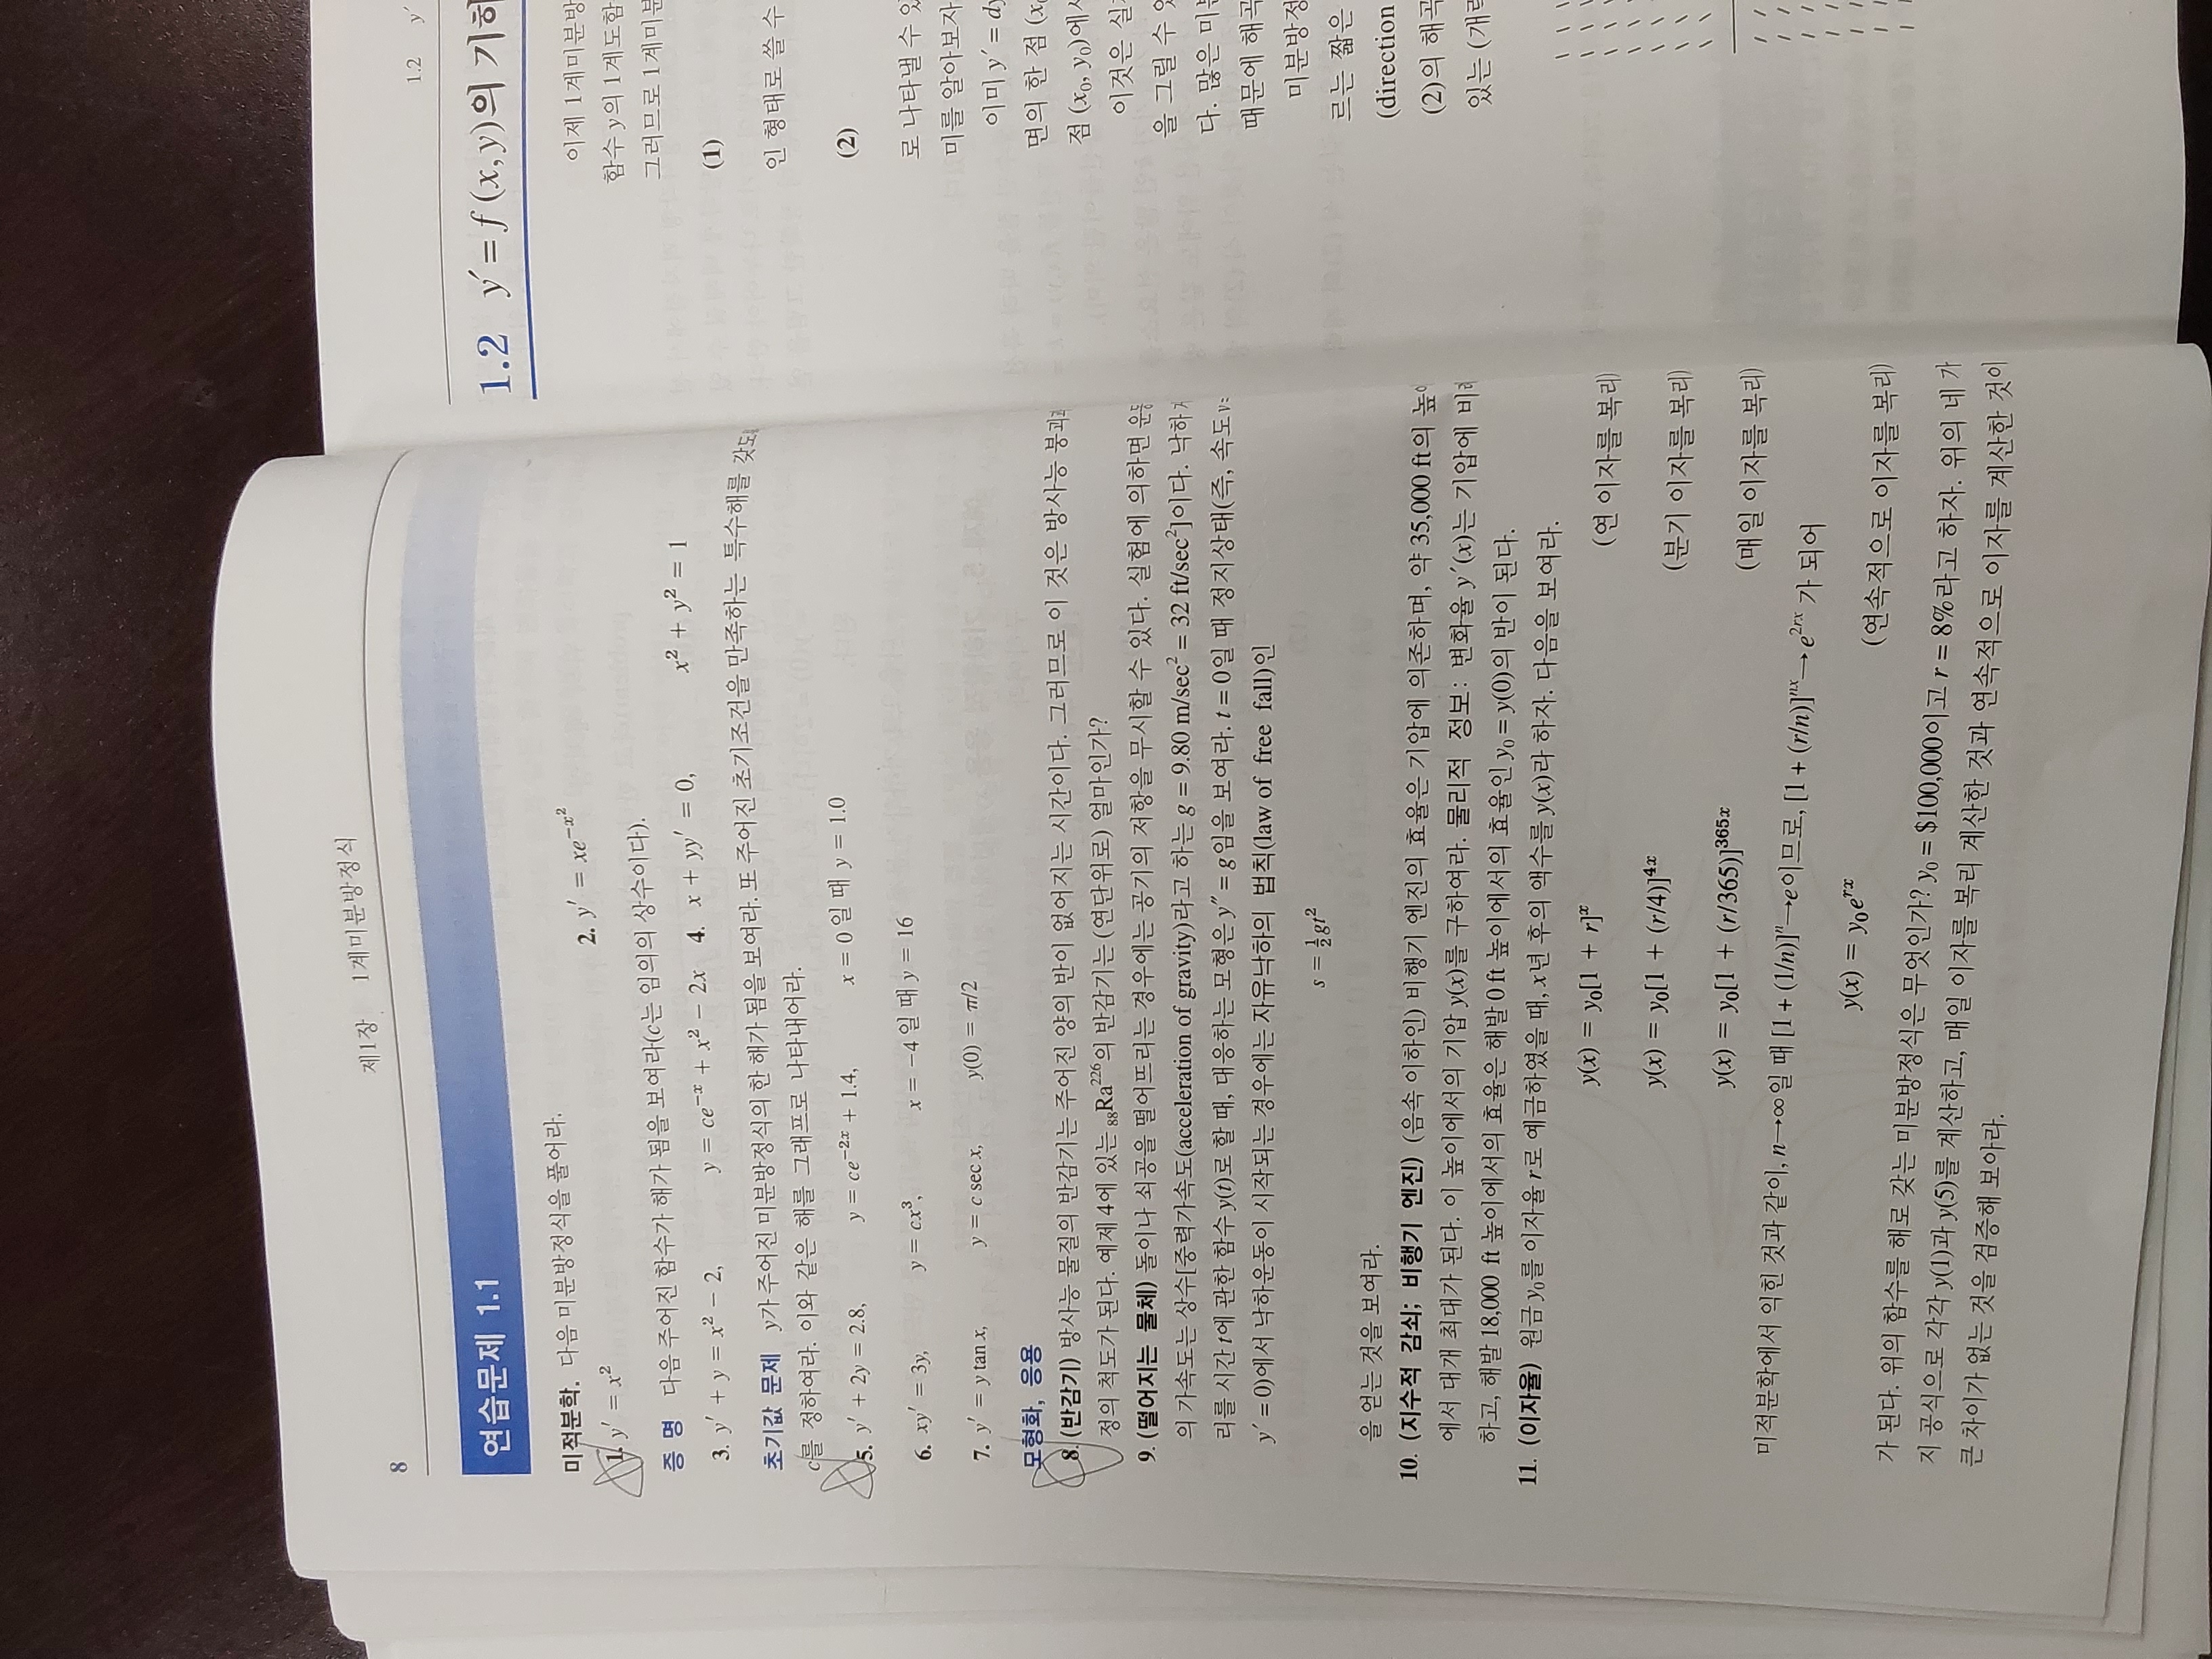 제1장 1계미분방정식
8
연습문제 1.1
미적분학. 다음 미분방정식을 풀어라.
1. y′ = x²
2. y′ = xe^{−x²}
증 명 다음 주어진 함수가 해가 됨을 보여라(c는 임의의 상수이다).
3. y′ + y = x² − 2, y = ce^{−x} + x² − 2x 4. x + yy′ = 0, x² + y² = 1
초기값 문제 y가 주어진 미분방정식의 한 해가 됨을 보여라. 또 주어진 초기조건을 만족하는 특수해를 갖도
c를 정하여라. 이와 같은 해를 그래프로 나타내어라.
5. y′ + 2y = 2.8, y = ce^{−2x} + 1.4, x = 0일 때 y = 1.0
6. xy′ = 3y, y = cx³, x = −4일 때 y = 16
7. y′ = y tan x, y = c sec x, y(0) = π/2
모형화, 응용
8. (반감기) 방사능 물질의 반감기는 주어진 양의 반이 없어지는 시간이다. 그러므로 이 것은 방사능 붕괴
정의 척도가 된다. 예제 4에 있는 ₈₈Ra²²⁶의 반감기는 (연단위로) 얼마인가?
9. (떨어지는 물체) 돌이나 쇠공을 떨어뜨리는 경우에는 공기의 저항을 무시할 수 있다. 실험에 의하면 운동
의 가속도는 상수[중력가속도(acceleration of gravity)라고 하는 g = 9.80 m/sec² = 32 ft/sec²]이다. 낙하
리를 시간 t에 관한 함수 y(t)로 할 때, 대응하는 모형은 y″ = g임을 보여라. t = 0일 때 정지상태(즉, 속도 v=
y′ = 0)에서 낙하운동이 시작되는 경우에는 자유낙하의 법칙(law of free fall)인
s = ½gt²
을 얻는 것을 보여라.
10. (지수적 감쇠; 비행기 엔진) (음속 이하인) 비행기 엔진의 효율은 기압에 의존하며, 약 35,000 ft의 높
에서 대개 최대가 된다. 이 높이에서의 기압 y(x)를 구하여라. 물리적 정보: 변화율 y′(x)는 기압에 비
하고, 해발 18,000 ft 높이에서의 효율은 해발 0 ft 높이에서의 효율인 y₀ = y(0)의 반이 된다.
11. (이자율) 원금 y₀를 이자율 r로 예금하였을 때, x년 후의 액수를 y(x)라 하자. 다음을 보여라.
y(x) = y₀[1 + r]^x (연 이자를 복리)
y(x) = y₀[1 + (r/4)]^{4x} (분기 이자를 복리)
y(x) = y₀[1 + (r/365)]^{365x} (매일 이자를 복리)
미적분학에서 익힌 것과 같이, n→∞일 때 [1 + (1/n)]^n→e이므로, [1 + (r/n)]^{nx}→ e^{2rx} 가 되어
y(x) = y₀e^{rx} (연속적으로 이자를 복리)
가 된다. 위의 함수를 해로 갖는 미분방정식은 무엇인가? y₀ = $100,000이고 r = 8%라고 하자. 위의 네 가
지 공식으로 각각 y(1)과 y(5)를 계산하고, 매일 이자를 복리 계산한 것과 연속적으로 이자를 계산한 것이
큰 차이가 없는 것을 검증해 보아라.
1.2 y′
1.2 y′ = f (x, y)의 기하
이제 1계미분방
함수 y의 1계도함
그러므로 1계미분
(1)
인 형태로 쓸 수
(2)
로 나타낼 수 있
미를 알아보자
이미 y′ = dy
면의 한 점 (x₀
점 (x₀, y₀)에서
이것은 실
을 그릴 수 있
다. 많은 미분
때문에 해곡
미분방정
르는 짧은
(direction
(2)의 해곡
있는 (개략